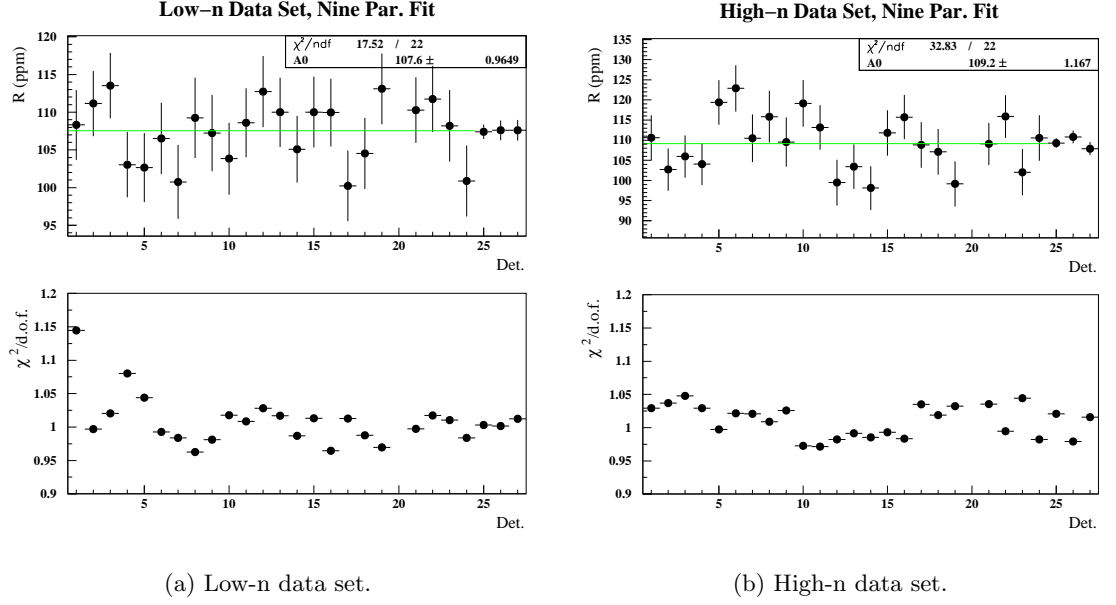 Low–n Data Set, Nine Par. Fit
R (ppm)
120
115
110
105
100
95
χ²/ndf 17.52 / 22
A0 107.6 ± 0.9649
5 10 15 20 25
Det.
χ²/d.o.f.
1.2
1.15
1.1
1.05
1
0.95
0.9
5 10 15 20 25
Det.
(a) Low-n data set.
High–n Data Set, Nine Par. Fit
R (ppm)
135
130
125
120
115
110
105
100
95
90
χ²/ndf 32.83 / 22
A0 109.2 ± 1.167
5 10 15 20 25
Det.
χ²/d.o.f.
1.2
1.15
1.1
1.05
1
0.95
0.9
5 10 15 20 25
Det.
(b) High-n data set.